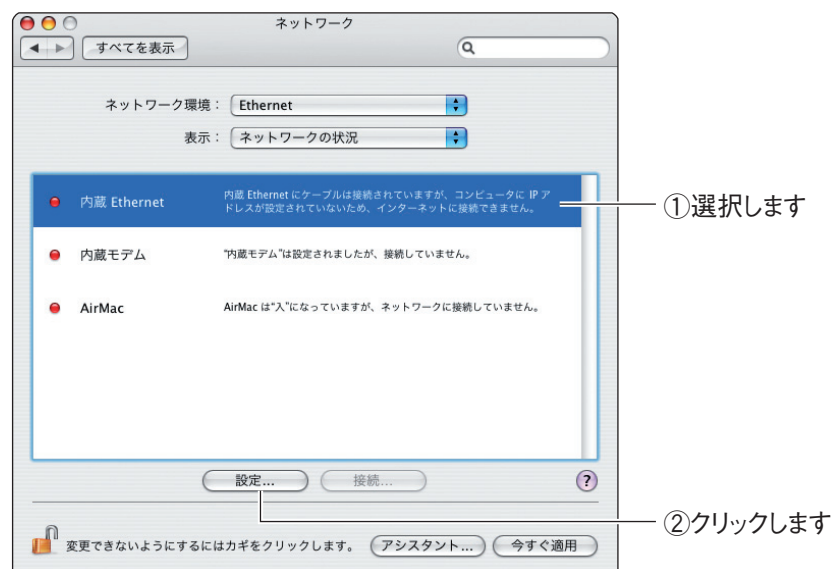 ネットワーク
すべてを表示
ネットワーク環境： Ethernet
表示： ネットワークの状況
内蔵 Ethernet
内蔵 Ethernet にケーブルは接続されていますが、コンピュータに IP ア
ドレスが設定されていないため、インターネットに接続できません。
①選択します
内蔵モデム
“内蔵モデム”は設定されましたが、接続していません。
AirMac
AirMac は“入”になっていますが、ネットワークに接続していません。
設定...
接続...
?
②クリックします
変更できないようにするにはカギをクリックします。
アシスタント...
今すぐ適用